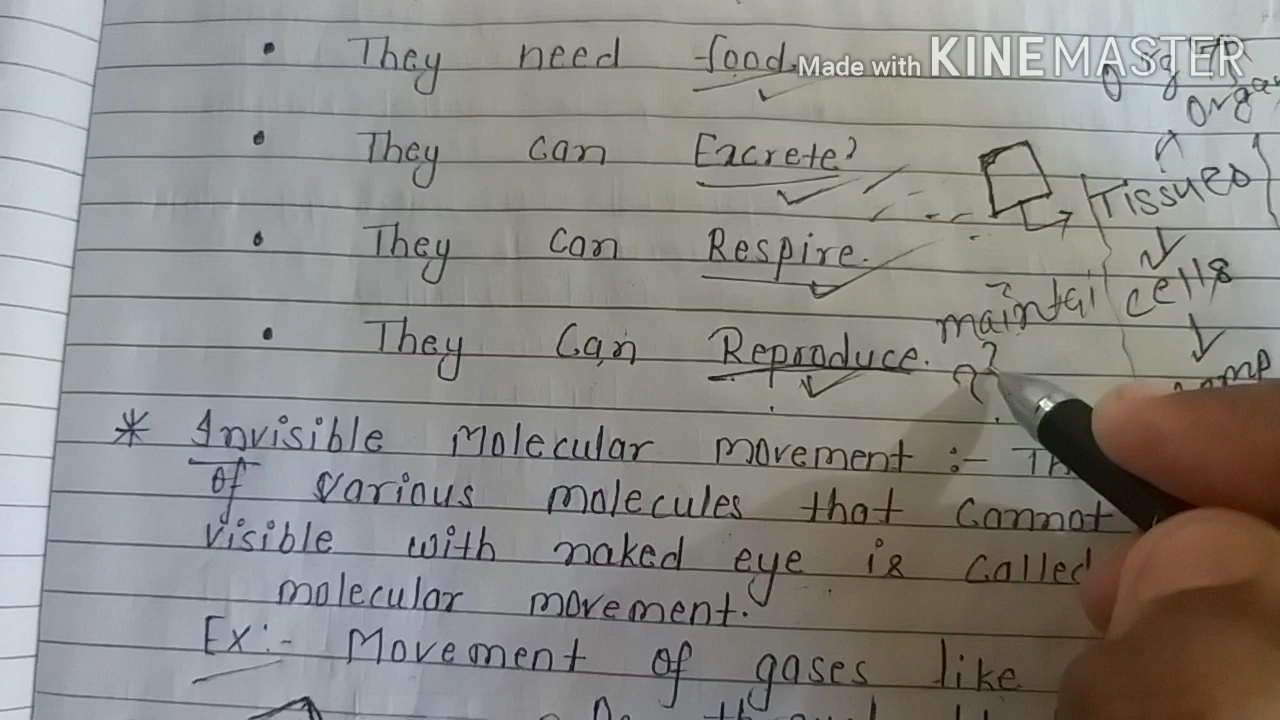 • They need food.
Made with KINEMASTER
• They can Excrete?
Tissues
• They can Respire.
cells
maintai
• They can Reproduce.
* Invisible Molecular movement :-
of various molecules that cannot
visible with naked eye is called
molecular movement.
Ex:- Movement of gases like